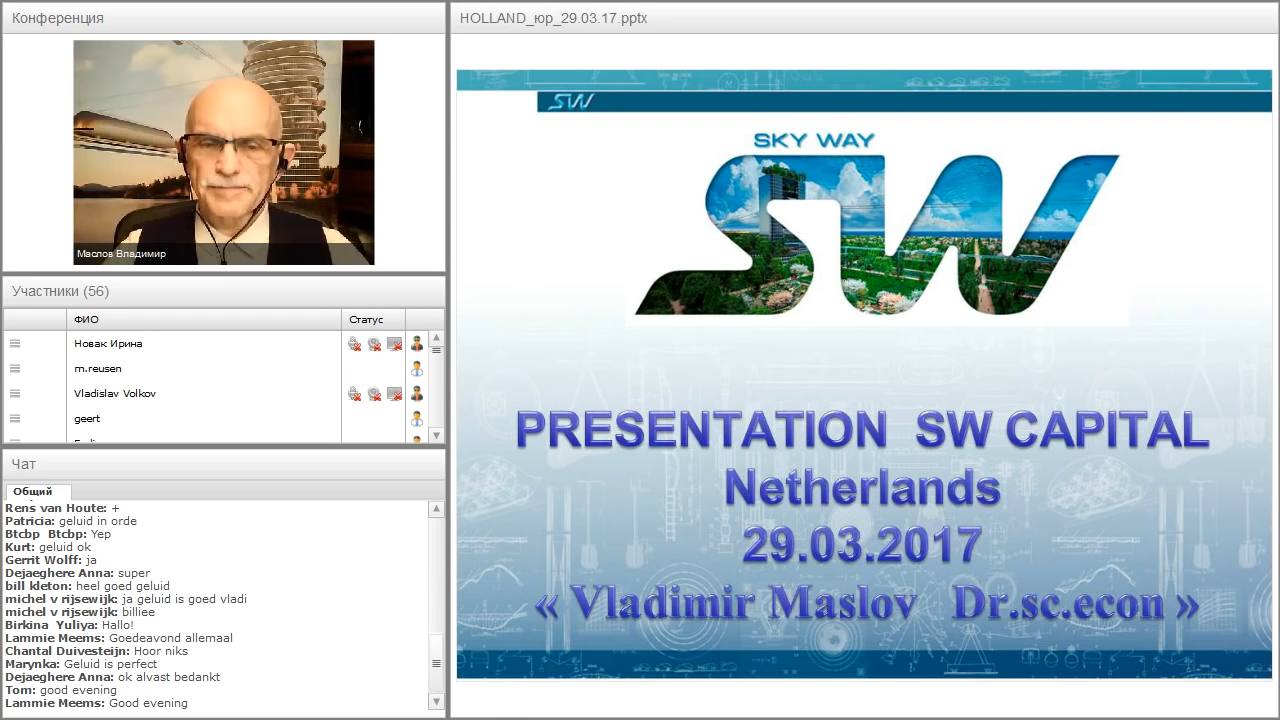 Конференция
Маслов Владимир
Участники (56)
ФИО
Статус
Новак Ирина
m.reusen
Vladislav Volkov
geert
Чат
Общий
Rens van Houte: +
Patricia: geluid in orde
Btcbp Btcbp: Yep
Kurt: geluid ok
Gerrit Wolff: ja
Dejaeghere Anna: super
bill kleton: heel goed geluid
michel v rijsewijk: ja geluid is goed vladi
michel v rijsewijk: billiee
Birkina Yuliya: Hallo!
Lammie Meems: Goedeavond allemaal
Chantal Duivesteijn: Hoor niks
Marynka: Geluid is perfect
Dejaeghere Anna: ok alvast bedankt
Tom: good evening
Lammie Meems: Good evening
HOLLAND_юр_29.03.17.pptx
SW
SKY WAY
SW
PRESENTATION SW CAPITAL
Netherlands
29.03.2017
« Vladimir Maslov Dr.sc.econ »